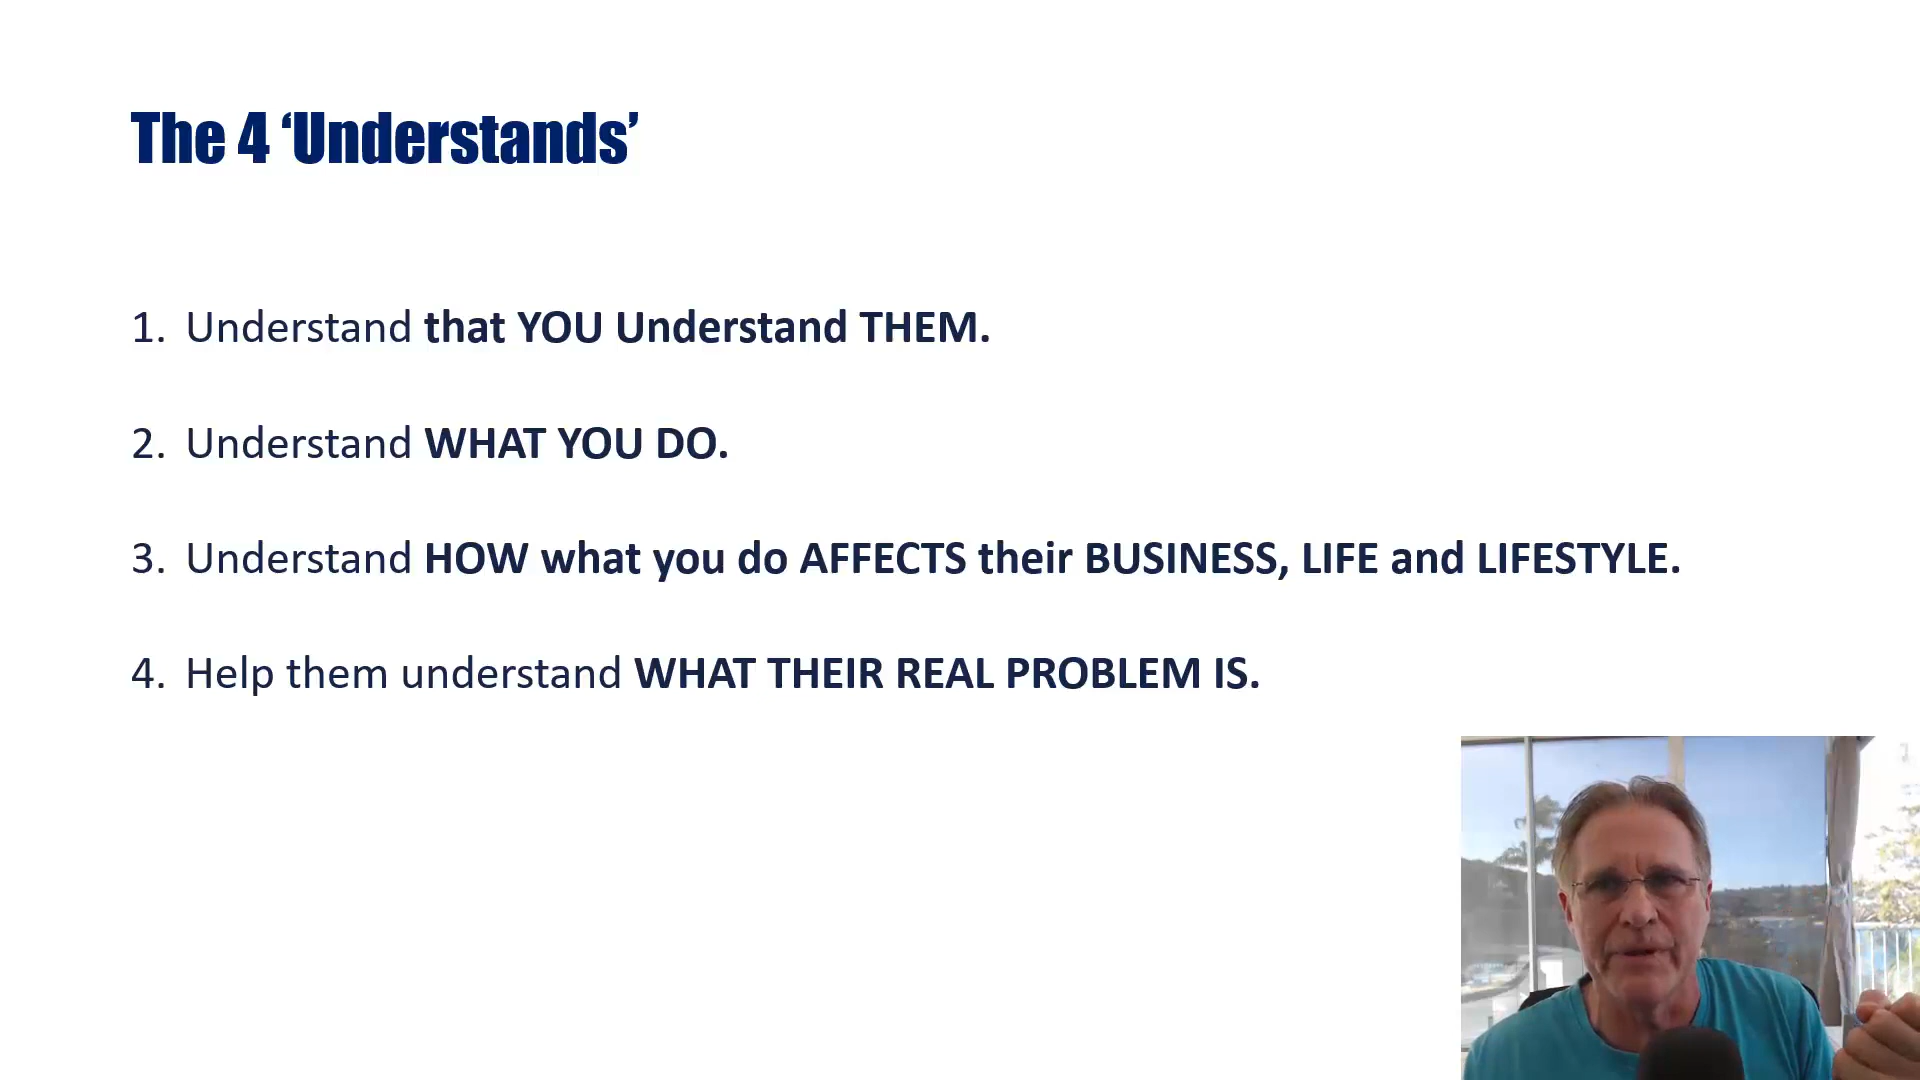 The 4 ‘Understands’
1. Understand that YOU Understand THEM.
2. Understand WHAT YOU DO.
3. Understand HOW what you do AFFECTS their BUSINESS, LIFE and LIFESTYLE.
4. Help them understand WHAT THEIR REAL PROBLEM IS.